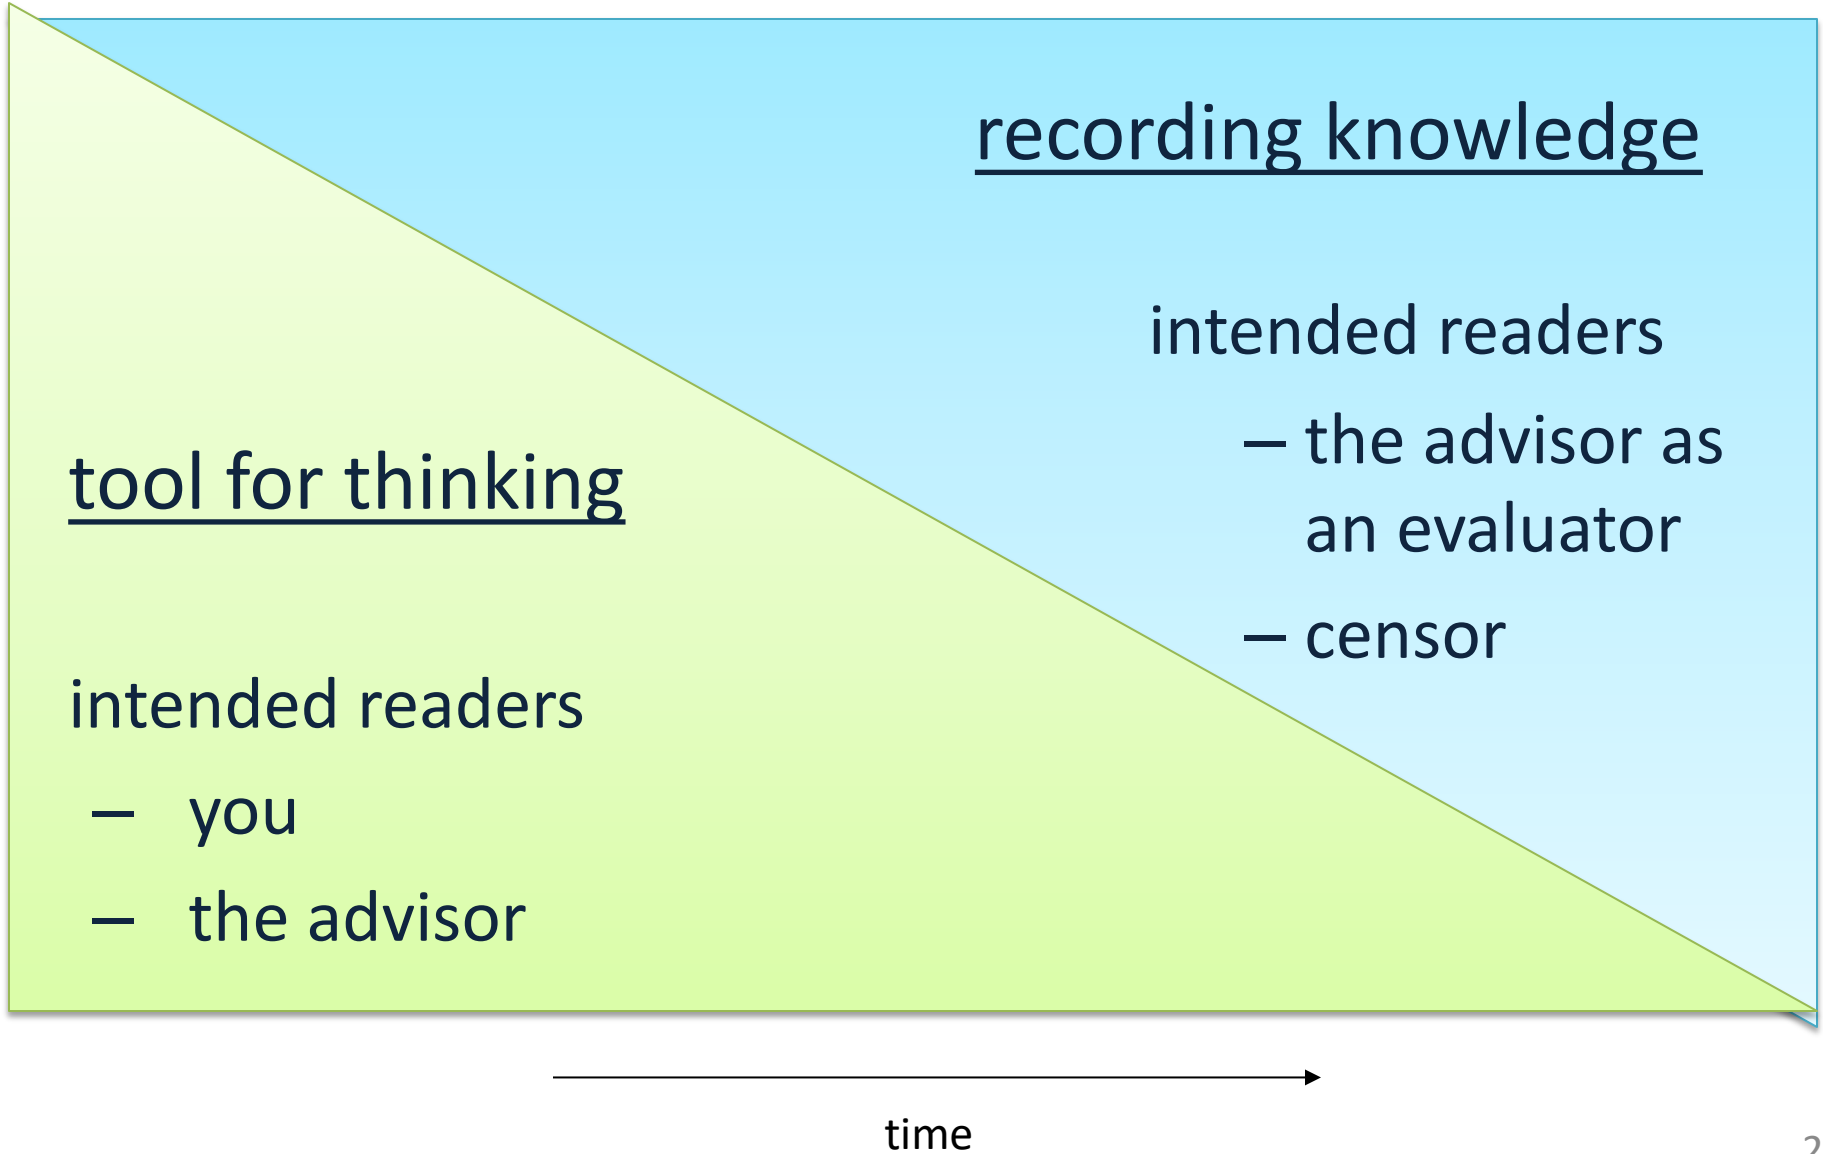 recording knowledge
intended readers
– the advisor as
an evaluator
– censor
tool for thinking
intended readers
– you
– the advisor
time
2